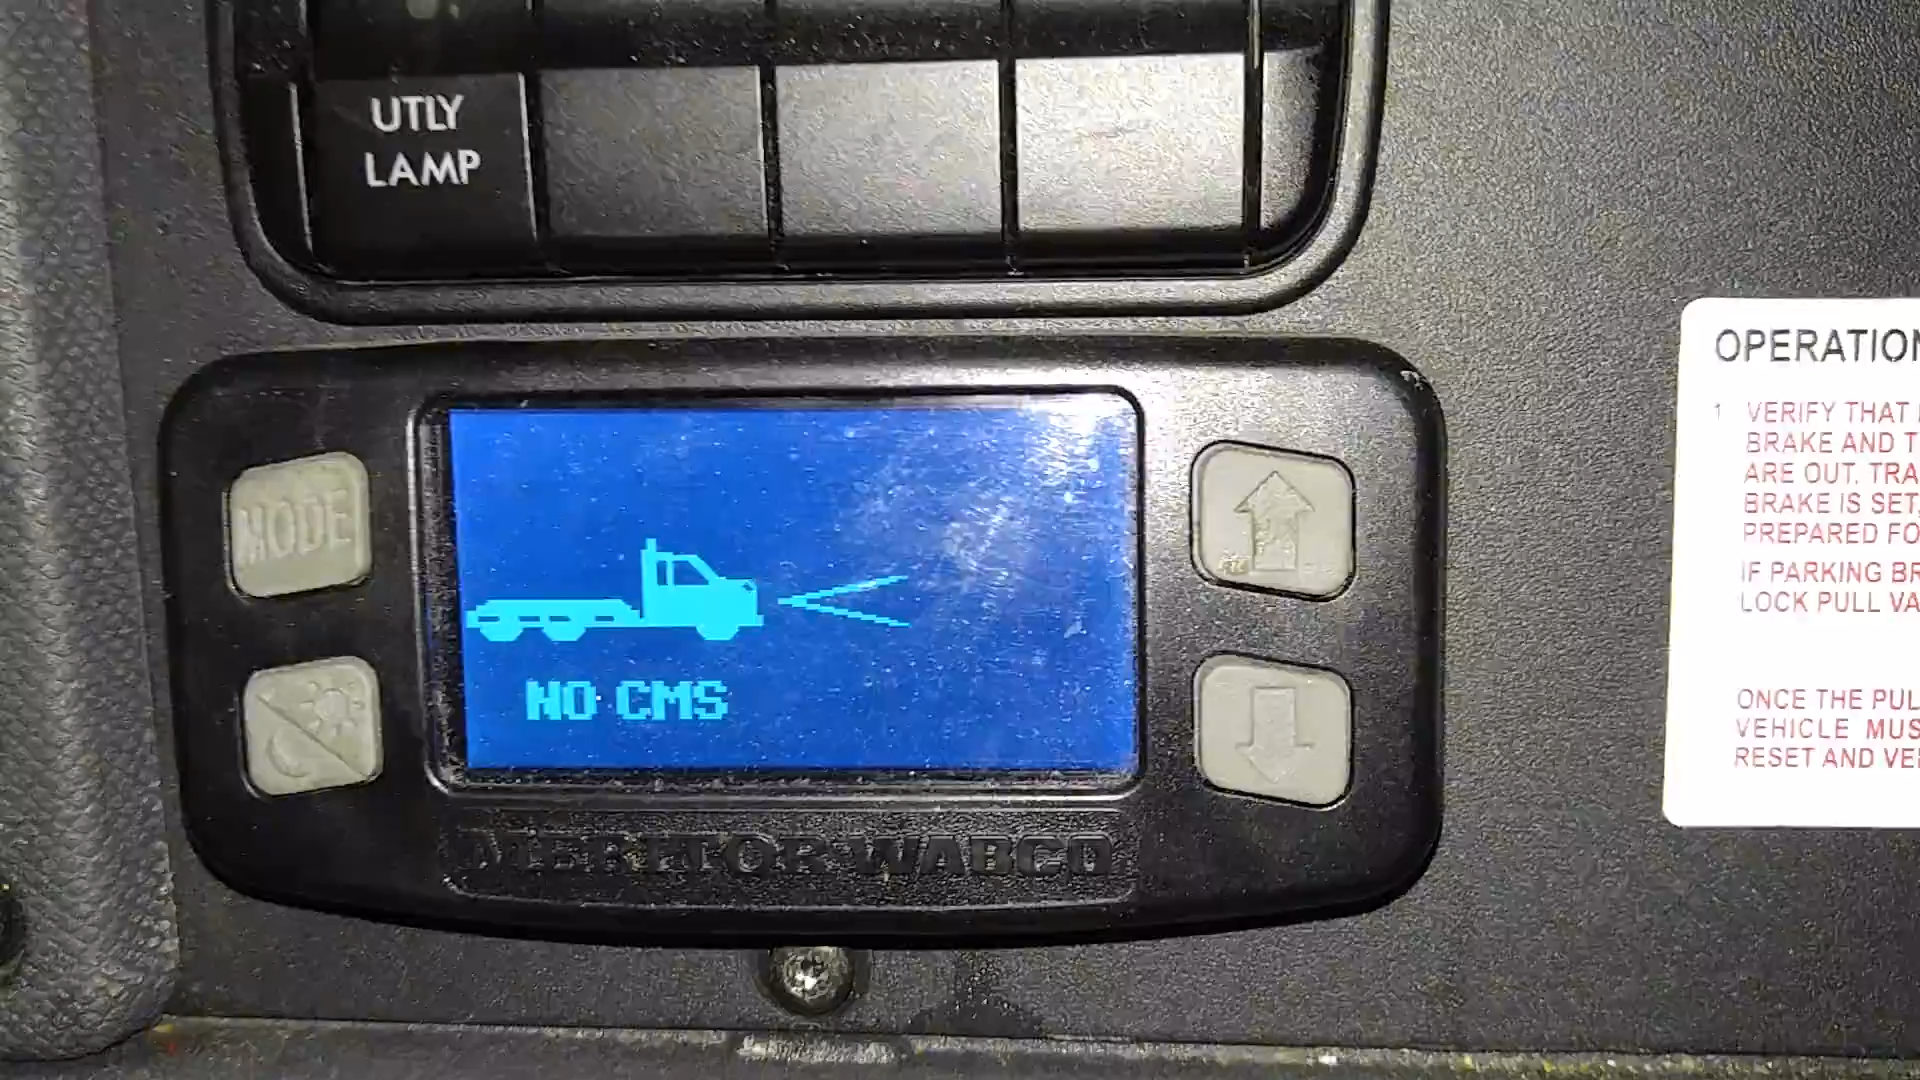 UTLY
LAMP
MODE
NO CMS
MERITOR WABCO
OPERATION
1 VERIFY THAT
BRAKE AND T
ARE OUT. TRA
BRAKE IS SET,
PREPARED FO
IF PARKING BR
LOCK PULL VA
ONCE THE PUL
VEHICLE MUS
RESET AND VE